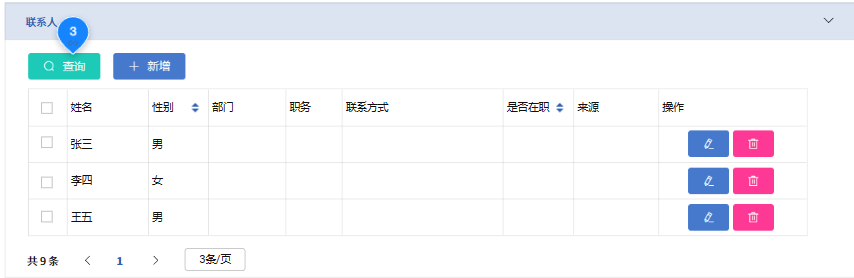 联系人
3
查询 新增
姓名 性别 部门 职务 联系方式 是否在职 来源 操作
张三 男
李四 女
王五 男
共9条 1 3条/页